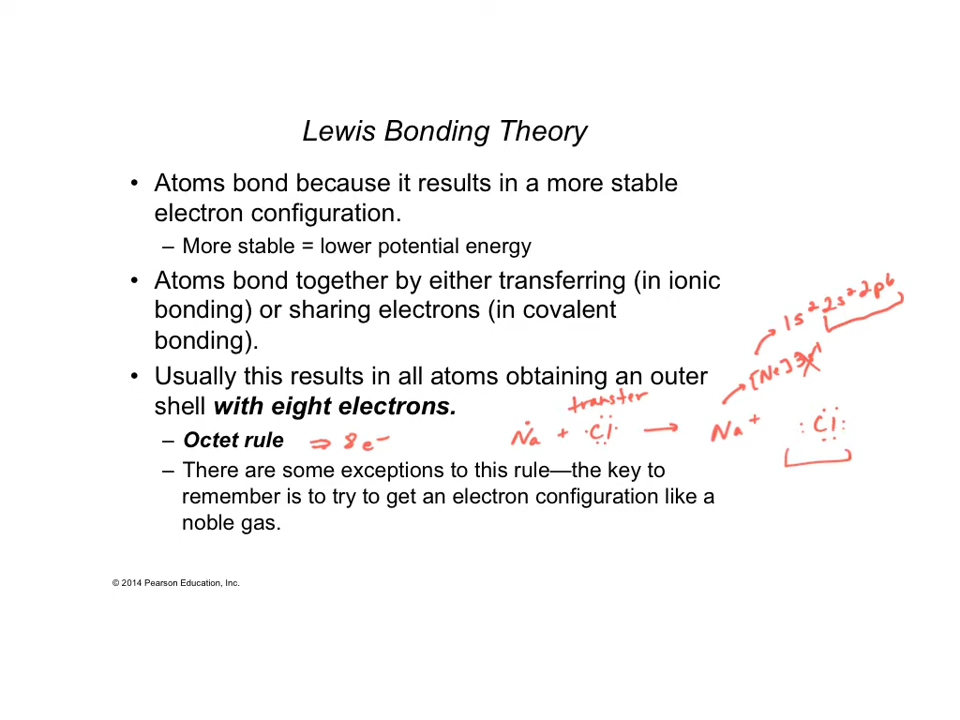 Lewis Bonding Theory
• Atoms bond because it results in a more stable
electron configuration.
– More stable = lower potential energy
• Atoms bond together by either transferring (in ionic
bonding) or sharing electrons (in covalent
bonding).
1s² 2s² 2p⁶
[Ne] 3s¹
• Usually this results in all atoms obtaining an outer
shell with eight electrons.
transfer
– Octet rule ⇒ 8 e⁻
Na + Cl → Na⁺ Cl
– There are some exceptions to this rule—the key to
remember is to try to get an electron configuration like a
noble gas.
© 2014 Pearson Education, Inc.